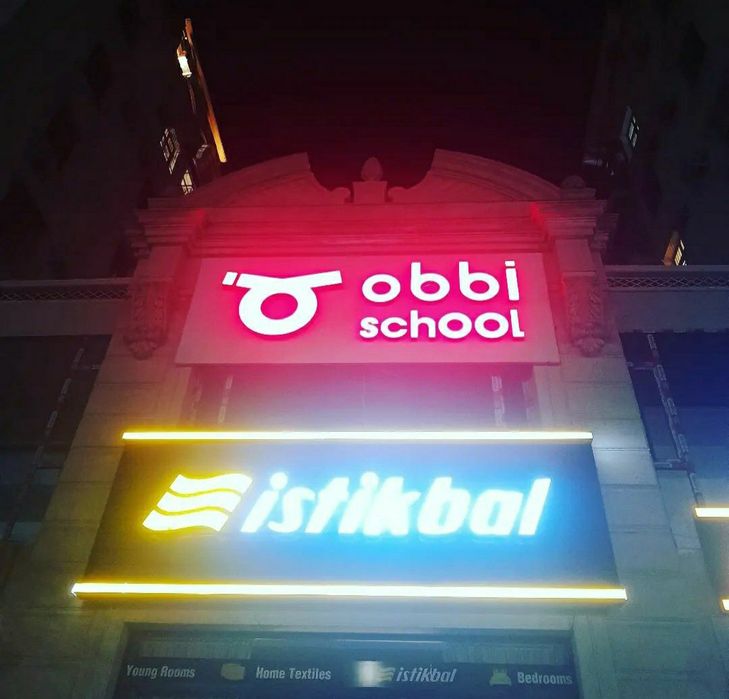 obbi
school
istikbal
Young Rooms Home Textiles istikbal Bedrooms